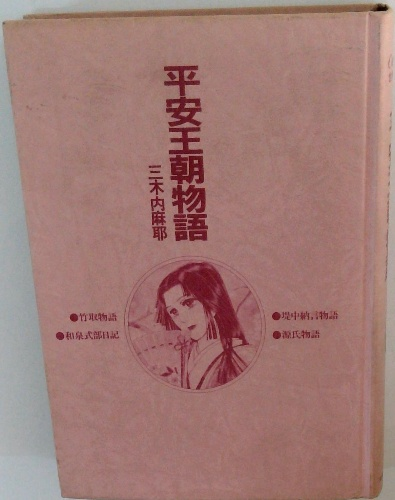 平安王朝物語
三木内麻耶
●竹取物語
●和泉式部日記
●堤中納言物語
●源氏物語